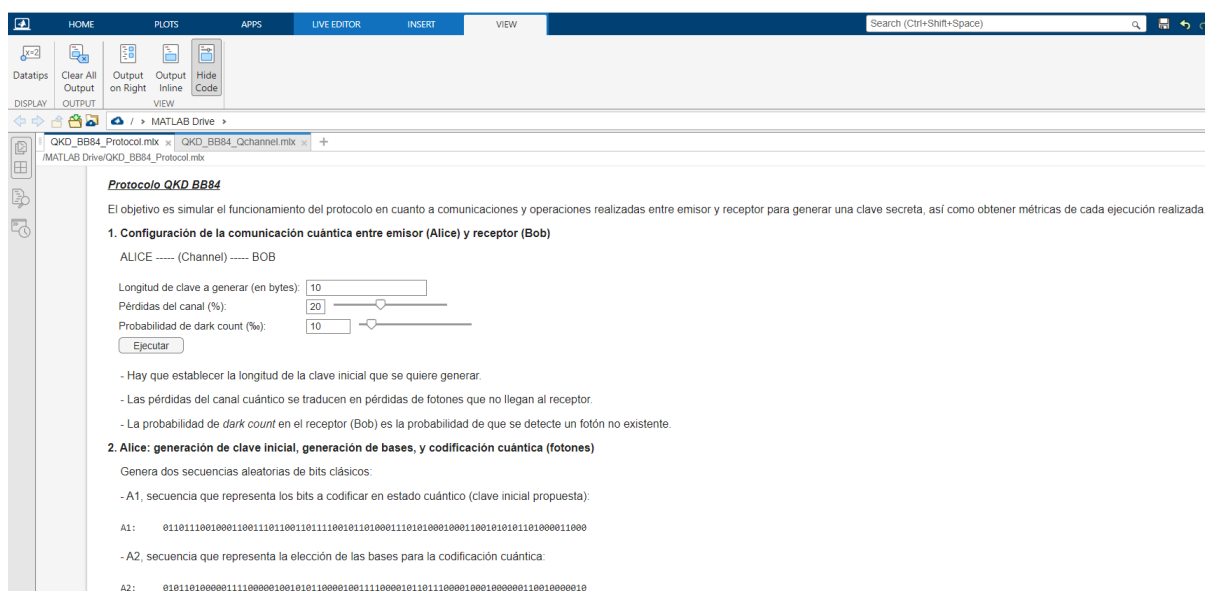 HOME PLOTS APPS LIVE EDITOR INSERT VIEW Search (Ctrl+Shift+Space)
Datatips Clear All Output Output on Right Output Inline Hide Code
DISPLAY OUTPUT VIEW
/ › MATLAB Drive ›
QKD_BB84_Protocol.mlx × QKD_BB84_Qchannel.mlx × +
/MATLAB Drive/QKD_BB84_Protocol.mlx
Protocolo QKD BB84
El objetivo es simular el funcionamiento del protocolo en cuanto a comunicaciones y operaciones realizadas entre emisor y receptor para generar una clave secreta, así como obtener métricas de cada ejecución realizada.
1. Configuración de la comunicación cuántica entre emisor (Alice) y receptor (Bob)
ALICE ----- (Channel) ----- BOB
Longitud de clave a generar (en bytes): 10
Pérdidas del canal (%): 20
Probabilidad de dark count (‰): 10
Ejecutar
- Hay que establecer la longitud de la clave inicial que se quiere generar.
- Las pérdidas del canal cuántico se traducen en pérdidas de fotones que no llegan al receptor.
- La probabilidad de dark count en el receptor (Bob) es la probabilidad de que se detecte un fotón no existente.
2. Alice: generación de clave inicial, generación de bases, y codificación cuántica (fotones)
Genera dos secuencias aleatorias de bits clásicos:
- A1, secuencia que representa los bits a codificar en estado cuántico (clave inicial propuesta):
A1:
- A2, secuencia que representa la elección de las bases para la codificación cuántica:
A2: